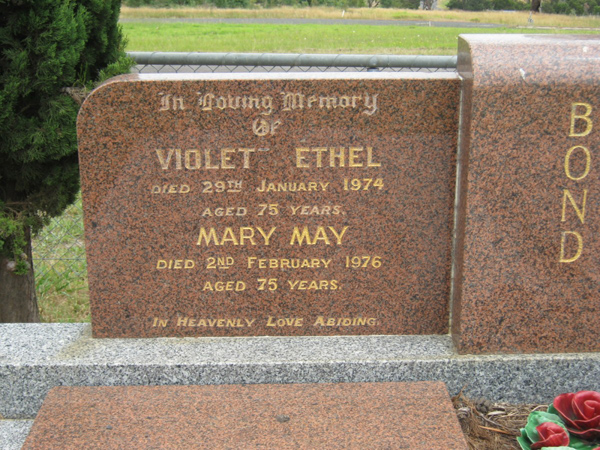 In Loving Memory
Of
VIOLET ETHEL
DIED 29TH JANUARY 1974
AGED 75 YEARS.
MARY MAY
DIED 2ND FEBRUARY 1976
AGED 75 YEARS.
IN HEAVENLY LOVE ABIDING.
BOND